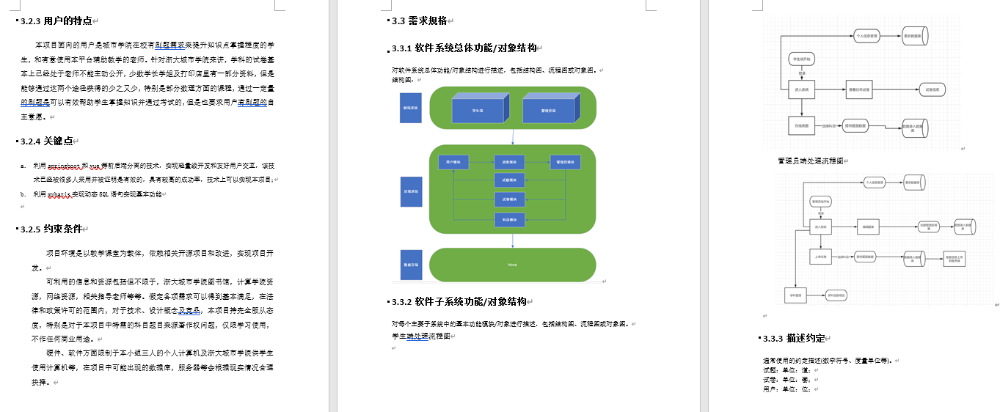 3.2.3 用户的特点
本项目面向的用户是城市学院在校有刷题需求来提升知识点掌握程度的学
生，和有意使用本平台辅助教学的老师。针对浙大城市学院来讲，学科的试卷基
本上已经处于老师不能主动公开，少数学长学姐及打印店里有一部分资料，但是
能够通过这两个途径获得的少之又少，特别是部分数理方面的课程，通过一定量
的刷题是可以有效帮助学生掌握知识并通过考试的，但是也要求用户有刷题的自
主意愿。
3.2.4 关键点
a. 利用 springboot 和 vue 等前后端分离的技术，实现轻量级开发和友好用户交互，该技
术已经被很多人采用并被证明是有效的，具有较高的成功率，技术上可以实现本项目；
b. 利用 mybatis 实现动态 SQL 语句实现基本功能
3.2.5 约束条件
项目环境是以教学课堂为载体，依赖相关开源项目和改进，实现项目开
发。
可利用的信息和资源包括但不限于，浙大城市学院图书馆，计算学院资
源，网络资源，相关指导老师等等。假定各项需求可以得到基本满足，在法
律和政策许可的范围内，对于技术、设计概念及竞品，本项目持完全服从态
度，特别是对于本项目中特需的科目题目来源著作权问题，仅限学习使用，
不作任何商业用途。
硬件、软件方面限制于本小组三人的个人计算机及浙大城市学院供学生
使用计算机等，在项目中可能出现的数据库，服务器等会根据现实情况合理
抉择。
3.3 需求规格
3.3.1 软件系统总体功能/对象结构
对软件系统总体功能/对象结构进行描述，包括结构图、流程图或对象图。
结构图：
前端系统
学生端
管理员端
后端系统
用户模块
消息模块
管理员模块
试题模块
试卷模块
科目模块
数据存储
Mysql
3.3.2 软件子系统功能/对象结构
对每个主要子系统中的基本功能模块/对象进行描述，包括结构图、流程图或对象图。
学生端处理流程图
个人信息管理
更新数据库
学生端开始
登录
进入系统
查看往年试卷
试卷信息
在线刷题
选择科目
提供题面数据
数据录入数据
库
管理员端处理流程图
个人信息管理
更新数据库
管理员端开始
登录
进入系统
编辑题库
数据录入数据
库
上传试卷
选择科目
提供题面数据
数据录入数据
库
学科管理
3.3.3 描述约定
通常使用的约定描述(数学符号、度量单位等)。
试题：单位：道；
试卷：单位：套；
用户：单位：位；